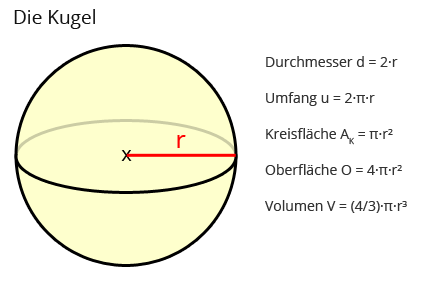 Die Kugel
Durchmesser d = 2·r
Umfang u = 2·π·r
Kreisfläche Aₖ = π·r²
Oberfläche O = 4·π·r²
Volumen V = (4/3)·π·r³
r
x